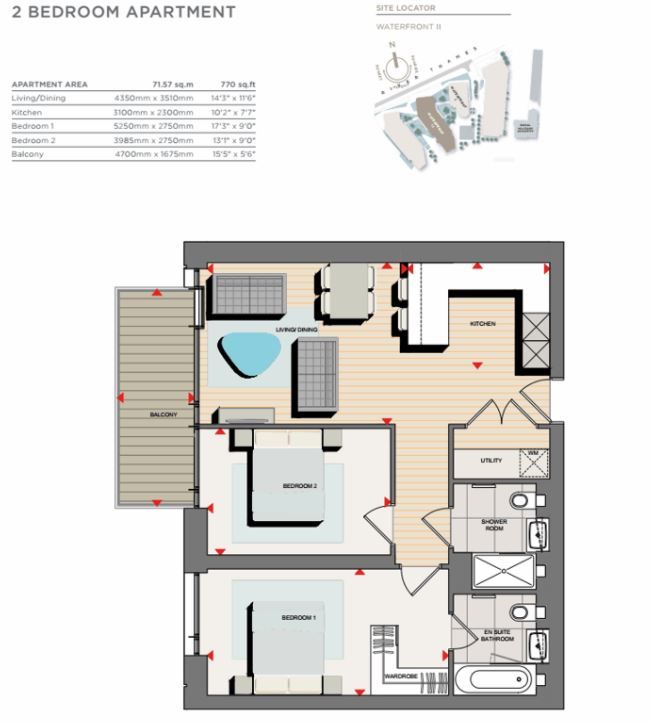 2 BEDROOM APARTMENT
SITE LOCATOR
WATERFRONT II
N
THAMES
APARTMENT AREA 71.57 sq.m 770 sq.ft
Living/Dining 4350mm x 3510mm 14'3" x 11'6"
Kitchen 3100mm x 2300mm 10'2" x 7'7"
Bedroom 1 5250mm x 2750mm 17'3" x 9'0"
Bedroom 2 3985mm x 2750mm 13'1" x 9'0"
Balcony 4700mm x 1675mm 15'5" x 5'6"
LIVING/ DINING
KITCHEN
BALCONY
UTILITY
WM
BEDROOM 2
SHOWER
ROOM
BEDROOM 1
EN SUITE
BATHROOM
WARDROBE